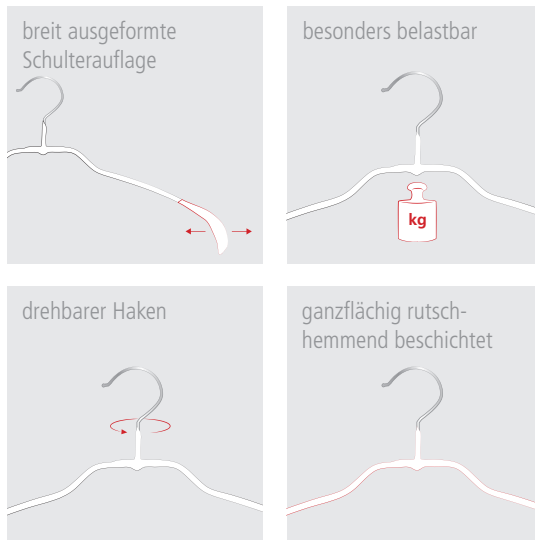 breit ausgeformte
Schulterauflage
besonders belastbar
kg
drehbarer Haken
ganzflächig rutsch-
hemmend beschichtet